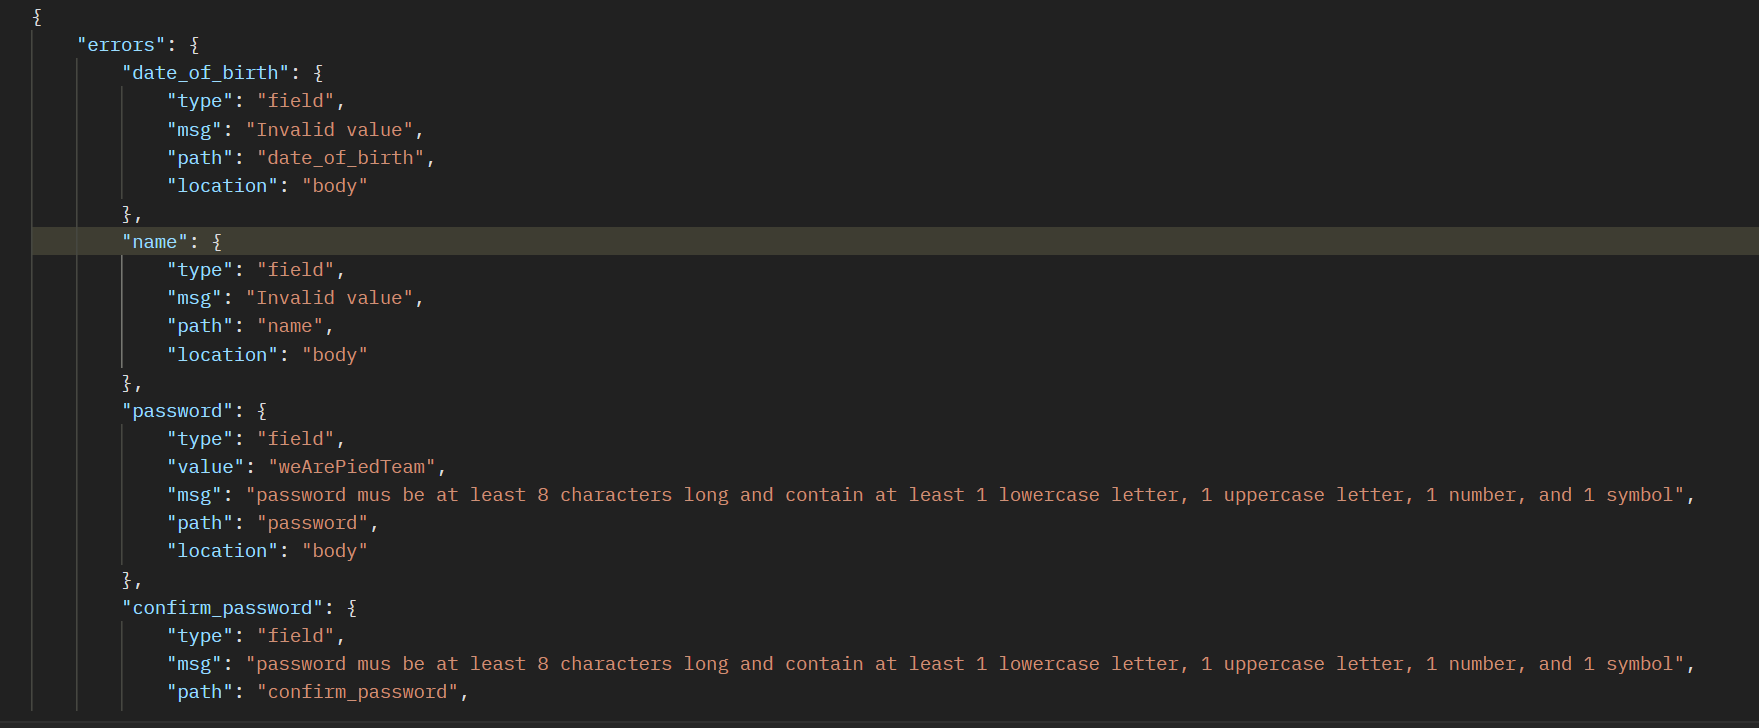 {
    "errors": {
        "date_of_birth": {
            "type": "field",
            "msg": "Invalid value",
            "path": "date_of_birth",
            "location": "body"
        },
        "name": {
            "type": "field",
            "msg": "Invalid value",
            "path": "name",
            "location": "body"
        },
        "password": {
            "type": "field",
            "value": "weArePiedTeam",
            "msg": "password mus be at least 8 characters long and contain at least 1 lowercase letter, 1 uppercase letter, 1 number, and 1 symbol",
            "path": "password",
            "location": "body"
        },
        "confirm_password": {
            "type": "field",
            "msg": "password mus be at least 8 characters long and contain at least 1 lowercase letter, 1 uppercase letter, 1 number, and 1 symbol",
            "path": "confirm_password",